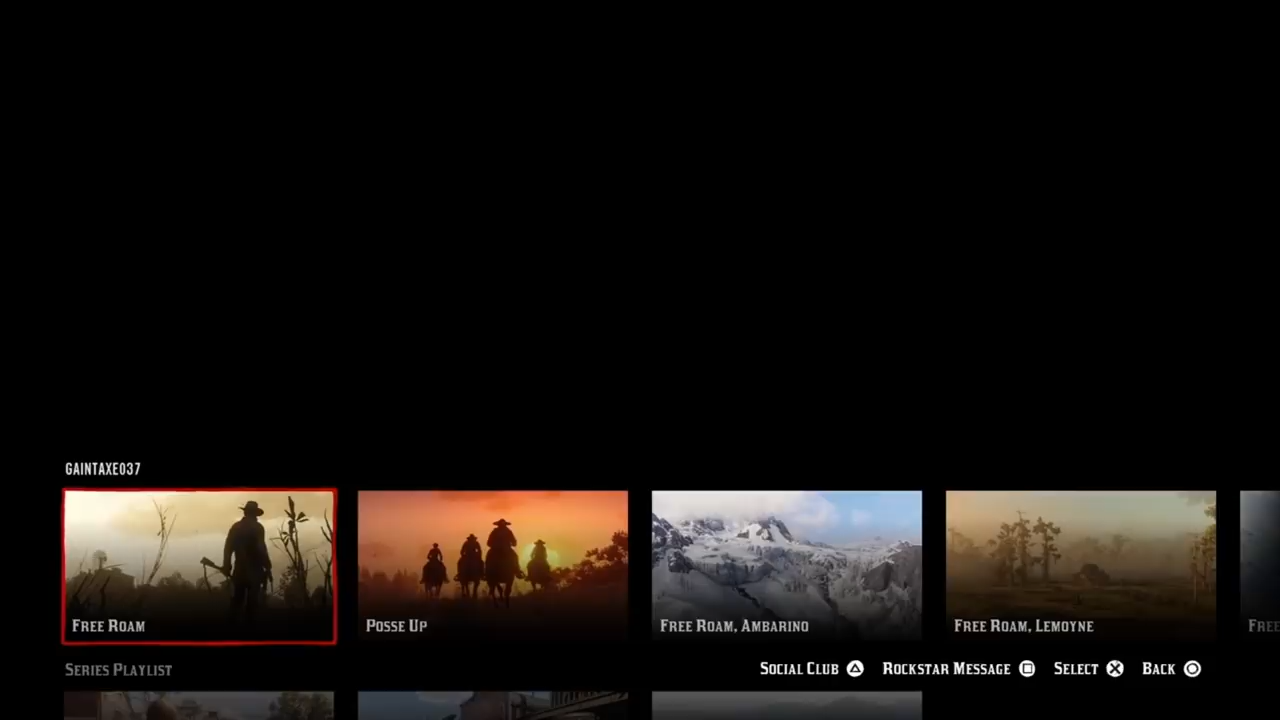 GAINTAXE037
Free Roam
Posse Up
Free Roam, Ambarino
Free Roam, Lemoyne
Free
Series Playlist
Social Club
Rockstar Message
Select
Back